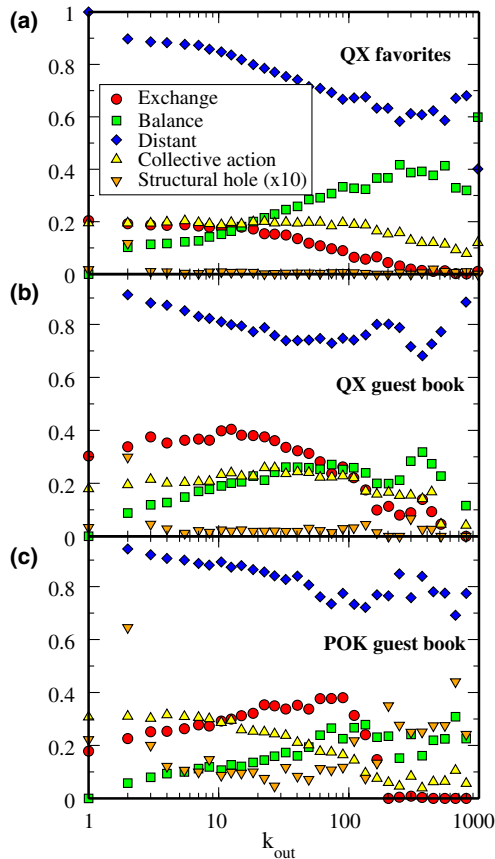 (a)
QX favorites
Exchange
Balance
Distant
Collective action
Structural hole (x10)
1
0.8
0.6
0.4
0.2
0
(b)
QX guest book
0.8
0.6
0.4
0.2
0
(c)
POK guest book
0.8
0.6
0.4
0.2
0
1 10 100 1000
k_out